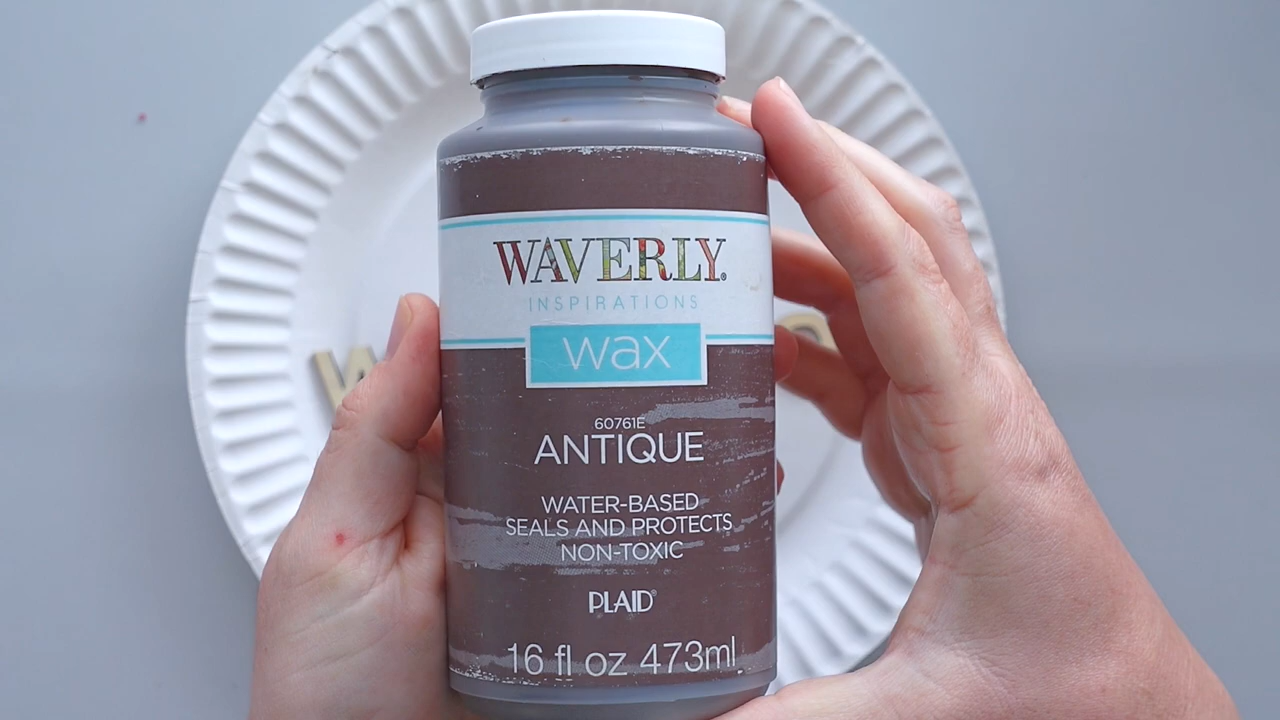 WAVERLY®
INSPIRATIONS
wax
60761E
ANTIQUE
WATER-BASED
SEALS AND PROTECTS
NON-TOXIC
PLAID®
16 fl oz 473ml